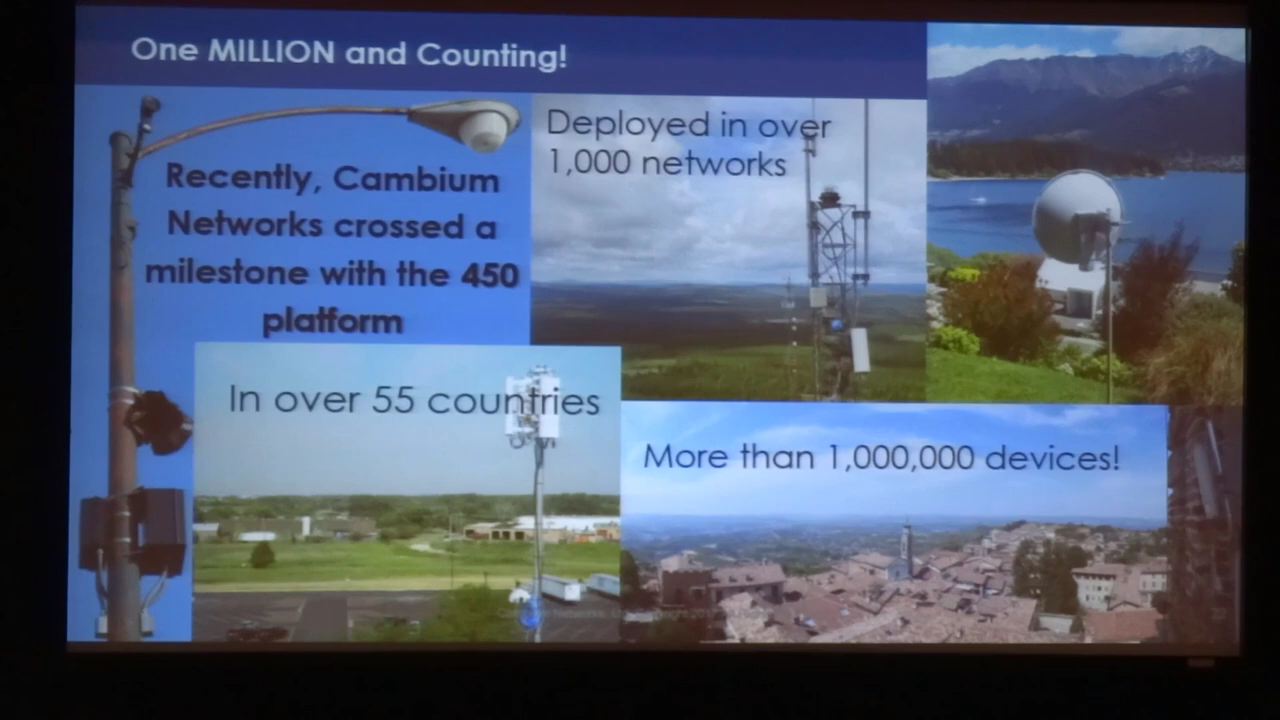 One MILLION and Counting!
Recently, Cambium
Networks crossed a
milestone with the 450
platform
Deployed in over
1,000 networks
In over 55 countries
More than 1,000,000 devices!